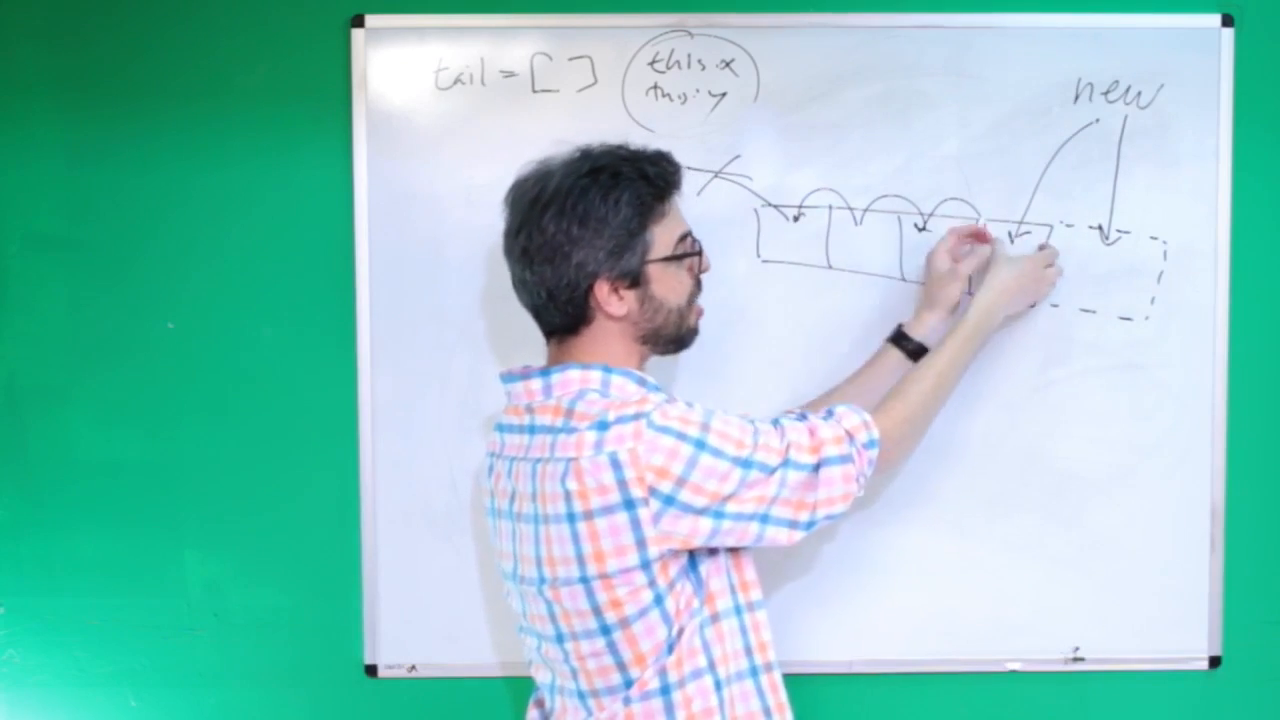 tail = [ ]
this.x
this.y
new